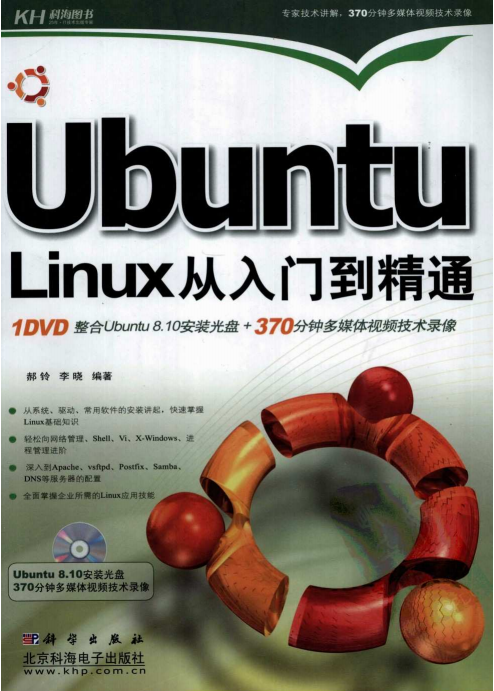 KH 科海图书
专家技术讲解，370分钟多媒体视频技术录像
Ubuntu
Linux从入门到精通
1DVD 整合Ubuntu 8.10安装光盘 + 370分钟多媒体视频技术录像
郝铃 李晓 编著
从系统、驱动、常用软件的安装讲起，快速掌握
Linux基础知识
轻松向网络管理、Shell、Vi、X-Windows、进
程管理进阶
深入到Apache、vsftpd、Postfix、Samba、
DNS等服务器的配置
全面掌握企业所需的Linux应用技能
Ubuntu 8.10安装光盘
370分钟多媒体视频技术录像
科学出版社
北京科海电子出版社
www.khp.com.cn